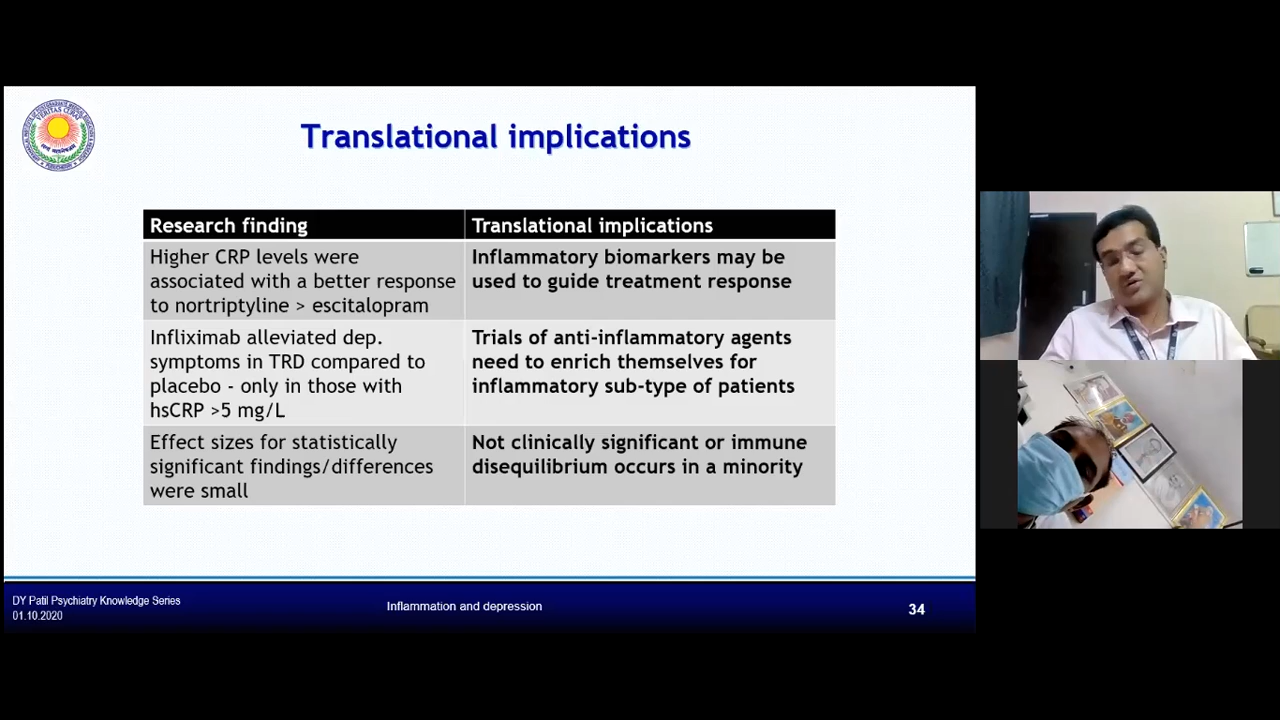 Translational implications
Research finding
Translational implications
Higher CRP levels were
associated with a better response
to nortriptyline > escitalopram
Inflammatory biomarkers may be
used to guide treatment response
Infliximab alleviated dep.
symptoms in TRD compared to
placebo - only in those with
hsCRP >5 mg/L
Trials of anti-inflammatory agents
need to enrich themselves for
inflammatory sub-type of patients
Effect sizes for statistically
significant findings/differences
were small
Not clinically significant or immune
disequilibrium occurs in a minority
DY Patil Psychiatry Knowledge Series
01.10.2020
Inflammation and depression
34